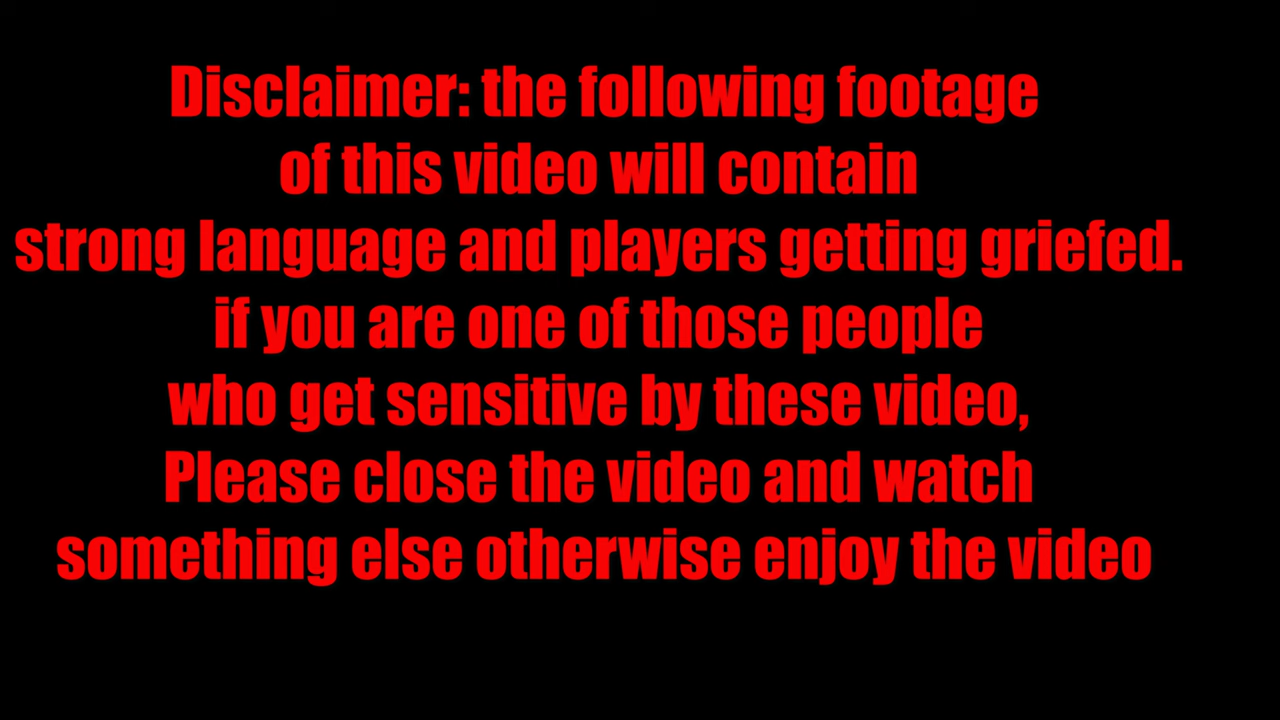 Disclaimer: the following footage
of this video will contain
strong language and players getting griefed.
if you are one of those people
who get sensitive by these video,
Please close the video and watch
something else otherwise enjoy the video